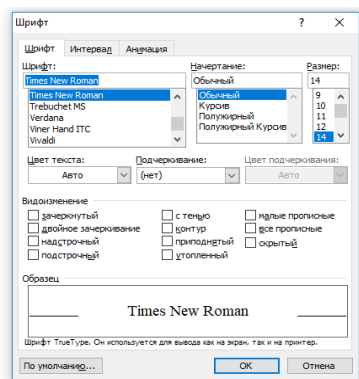 Шрифт ? X
Шрифт Интервал Анимация
Шрифт: Начертание: Размер:
Times New Roman Обычный 14
Times New Roman Обычный 9
Trebuchet MS Курсив 10
Verdana Полужирный 11
Viner Hand ITC Полужирный Курсив 12
Vivaldi 14
Цвет текста: Подчеркивание: Цвет подчеркивания:
Авто (нет) Авто
Видоизменение
зачеркнутый с тенью малые прописные
двойное зачеркивание контур все прописные
надстрочный приподнятый скрытый
подстрочный утопленный
Образец
Times New Roman
Шрифт TrueType. Он используется для вывода как на экран, так и на принтер.
По умолчанию... ОК Отмена